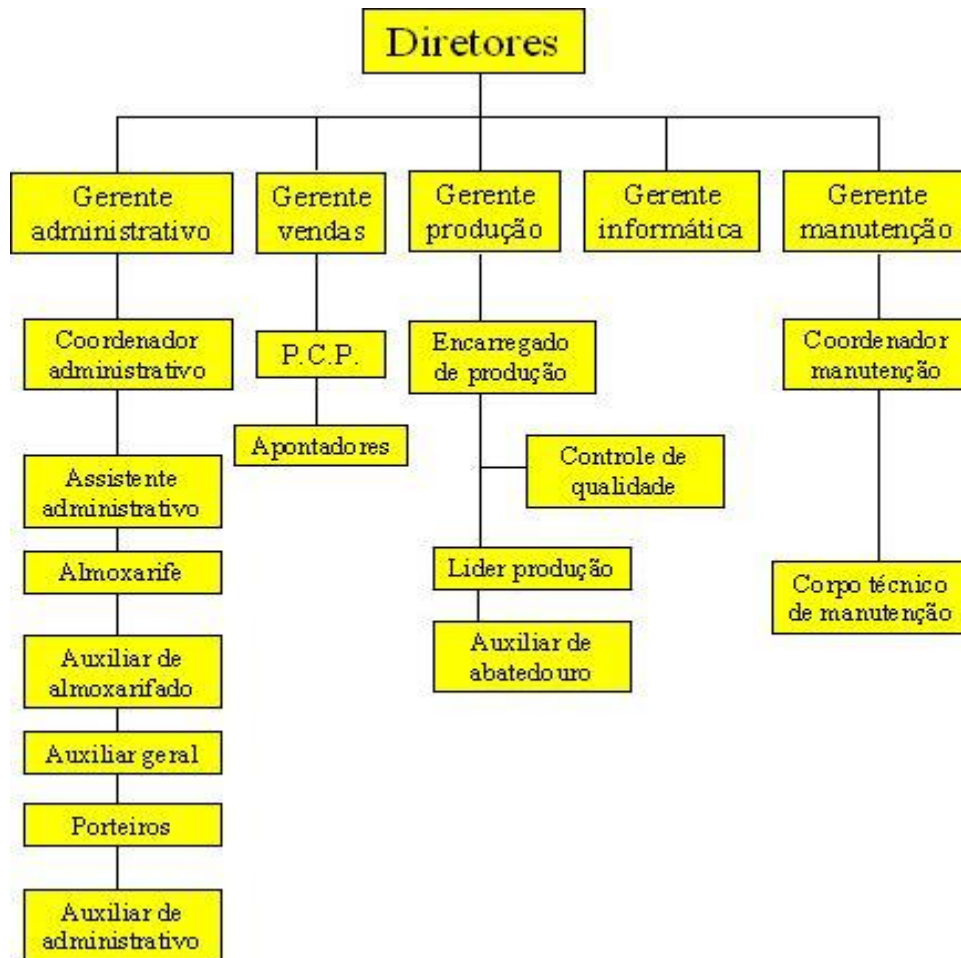 Diretores
Gerente
administrativo
Gerente
vendas
Gerente
produção
Gerente
informática
Gerente
manutenção
Coordenador
administrativo
P.C.P.
Encarregado
de produção
Coordenador
manutenção
Apontadores
Controle de
qualidade
Assistente
administrativo
Almoxarife
Lider produção
Corpo técnico
de manutenção
Auxiliar de
almoxarifado
Auxiliar de
abatedouro
Auxiliar geral
Porteiros
Auxiliar de
administrativo